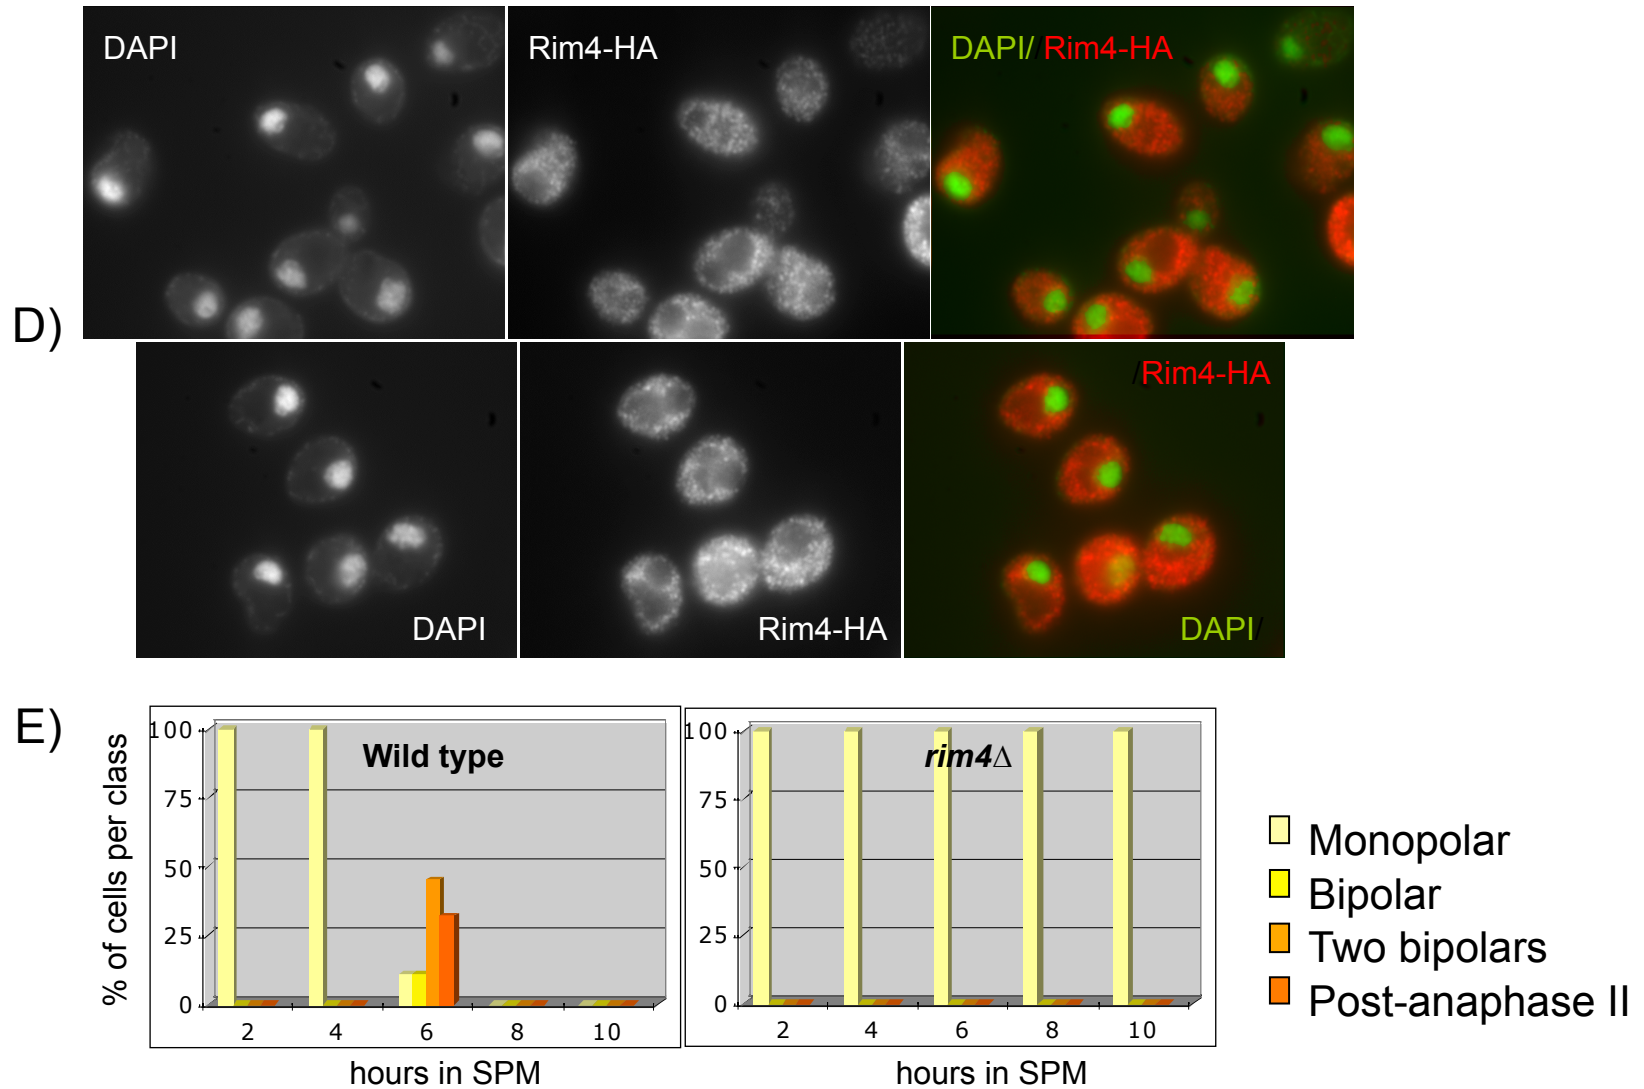 DAPI
Rim4-HA
DAPI/ Rim4-HA
D)
/Rim4-HA
DAPI
Rim4-HA
DAPI/
E)
% of cells per class
100
75
50
25
0
Wild type
2 4 6 8 10
hours in SPM
100
75
50
25
0
rim4Δ
2 4 6 8 10
hours in SPM
Monopolar
Bipolar
Two bipolars
Post-anaphase II